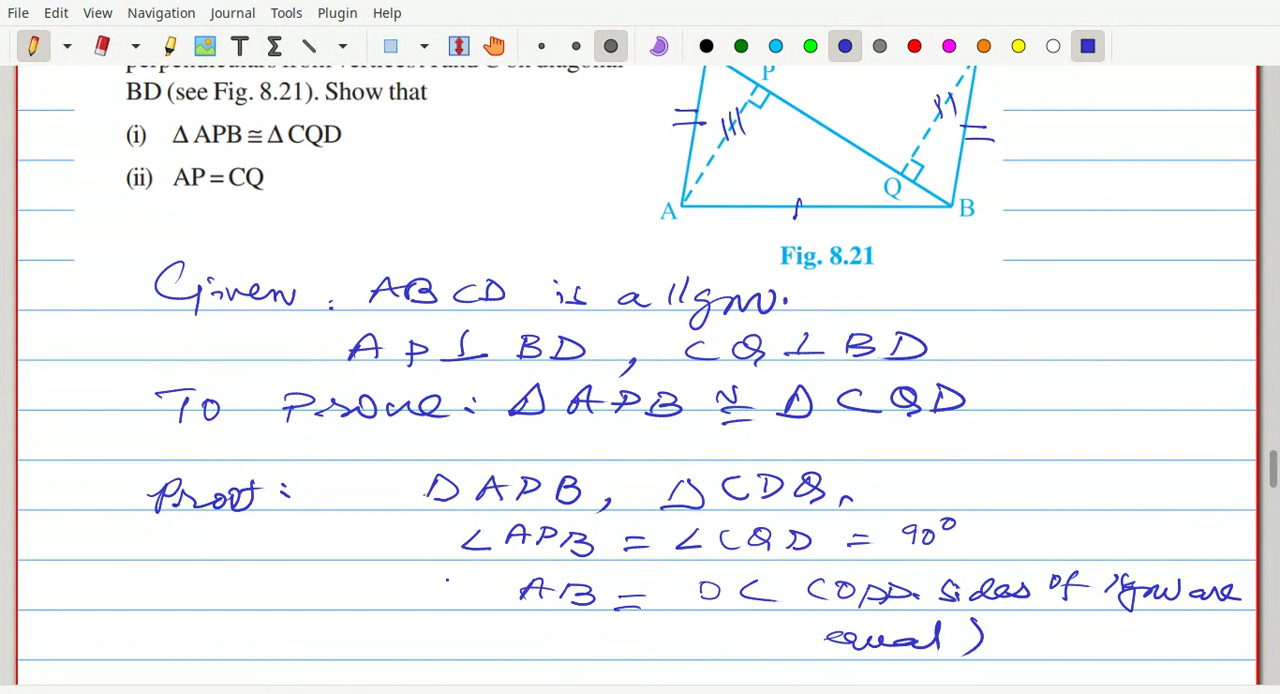 File Edit View Navigation Journal Tools Plugin Help
BD (see Fig. 8.21). Show that
(i) Δ APB ≅ Δ CQD
(ii) AP = CQ
P
Q
A
B
Fig. 8.21
Given : ABCD is a ||gm.
AP ⊥ BD , CQ ⊥ BD
To Prove : Δ APB ≅ Δ CQD
Proof : Δ APB, Δ CDQ,
∠APB = ∠CQD = 90°
AB = DC (opp. sides of ||gm are
equal)